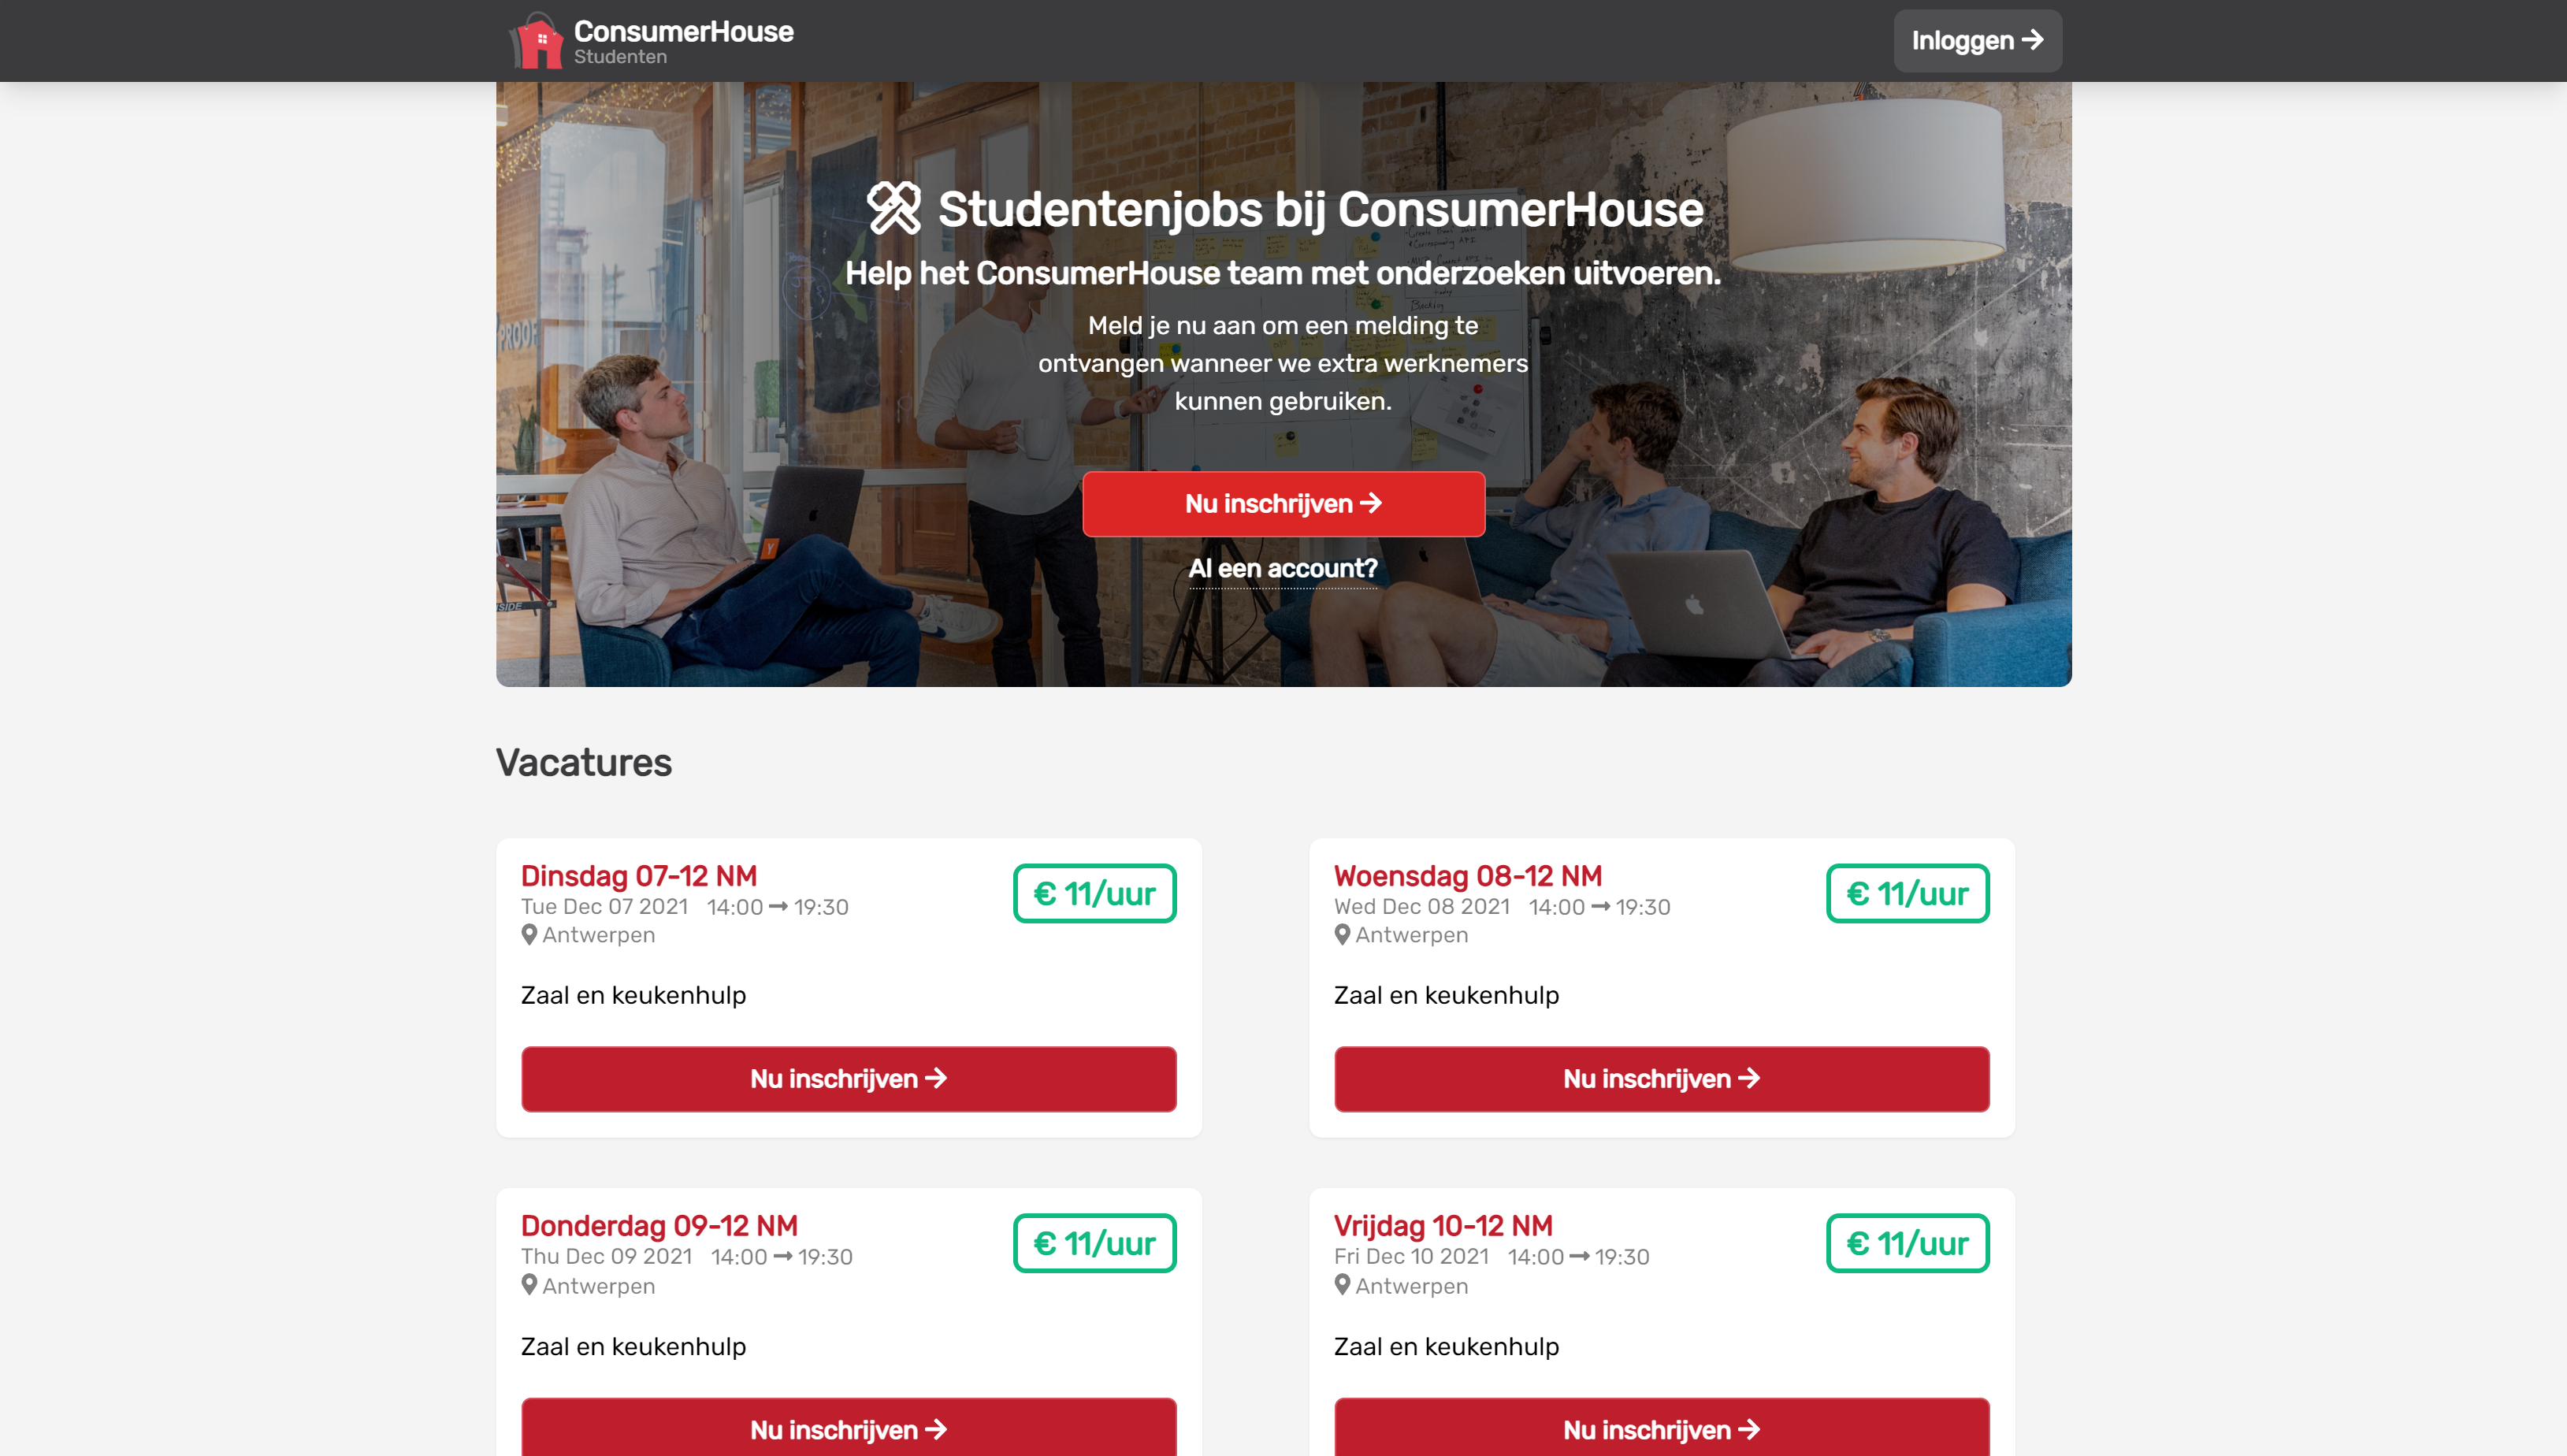 ConsumerHouse
Studenten
Inloggen →
Studentenjobs bij ConsumerHouse
Help het ConsumerHouse team met onderzoeken uitvoeren.
Meld je nu aan om een melding te
ontvangen wanneer we extra werknemers
kunnen gebruiken.
Nu inschrijven →
Al een account?
Vacatures
Dinsdag 07-12 NM
€ 11/uur
Tue Dec 07 2021 14:00 → 19:30
Antwerpen
Zaal en keukenhulp
Nu inschrijven →
Woensdag 08-12 NM
€ 11/uur
Wed Dec 08 2021 14:00 → 19:30
Antwerpen
Zaal en keukenhulp
Nu inschrijven →
Donderdag 09-12 NM
€ 11/uur
Thu Dec 09 2021 14:00 → 19:30
Antwerpen
Zaal en keukenhulp
Nu inschrijven →
Vrijdag 10-12 NM
€ 11/uur
Fri Dec 10 2021 14:00 → 19:30
Antwerpen
Zaal en keukenhulp
Nu inschrijven →